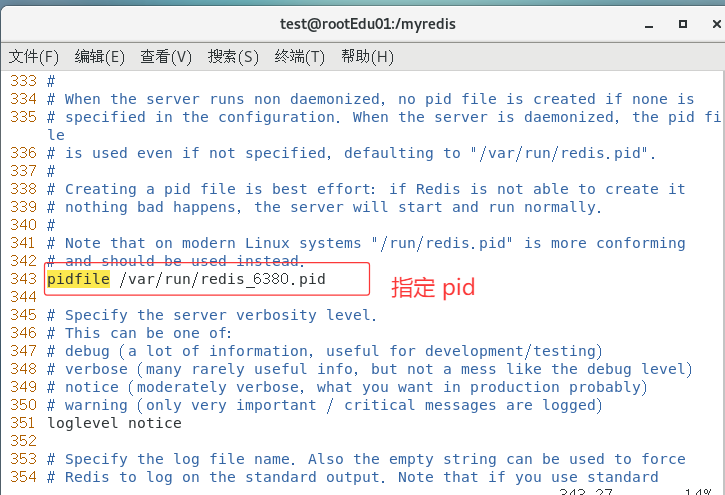 test@rootEdu01:/myredis
文件(F) 编辑(E) 查看(V) 搜索(S) 终端(T) 帮助(H)
333 #
334 # When the server runs non daemonized, no pid file is created if none is
335 # specified in the configuration. When the server is daemonized, the pid fi
le
336 # is used even if not specified, defaulting to "/var/run/redis.pid".
337 #
338 # Creating a pid file is best effort: if Redis is not able to create it
339 # nothing bad happens, the server will start and run normally.
340 #
341 # Note that on modern Linux systems "/run/redis.pid" is more conforming
342 # and should be used instead.
343 pidfile /var/run/redis_6380.pid
指定 pid
344
345 # Specify the server verbosity level.
346 # This can be one of:
347 # debug (a lot of information, useful for development/testing)
348 # verbose (many rarely useful info, but not a mess like the debug level)
349 # notice (moderately verbose, what you want in production probably)
350 # warning (only very important / critical messages are logged)
351 loglevel notice
352
353 # Specify the log file name. Also the empty string can be used to force
354 # Redis to log on the standard output. Note that if you use standard
343,27 14%